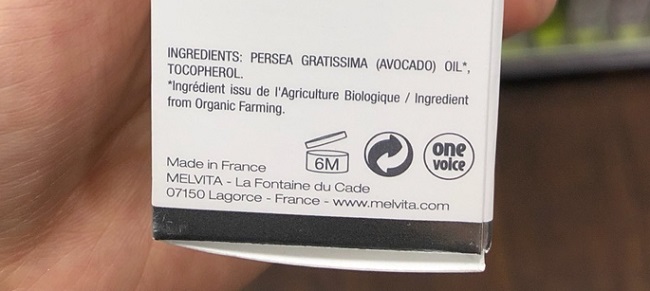 INGREDIENTS: PERSEA GRATISSIMA (AVOCADO) OIL*,
TOCOPHEROL.
*Ingrédient issu de l'Agriculture Biologique / Ingredient
from Organic Farming.
6M
one
voice
Made in France
MELVITA - La Fontaine du Cade
07150 Lagorce - France - www.melvita.com